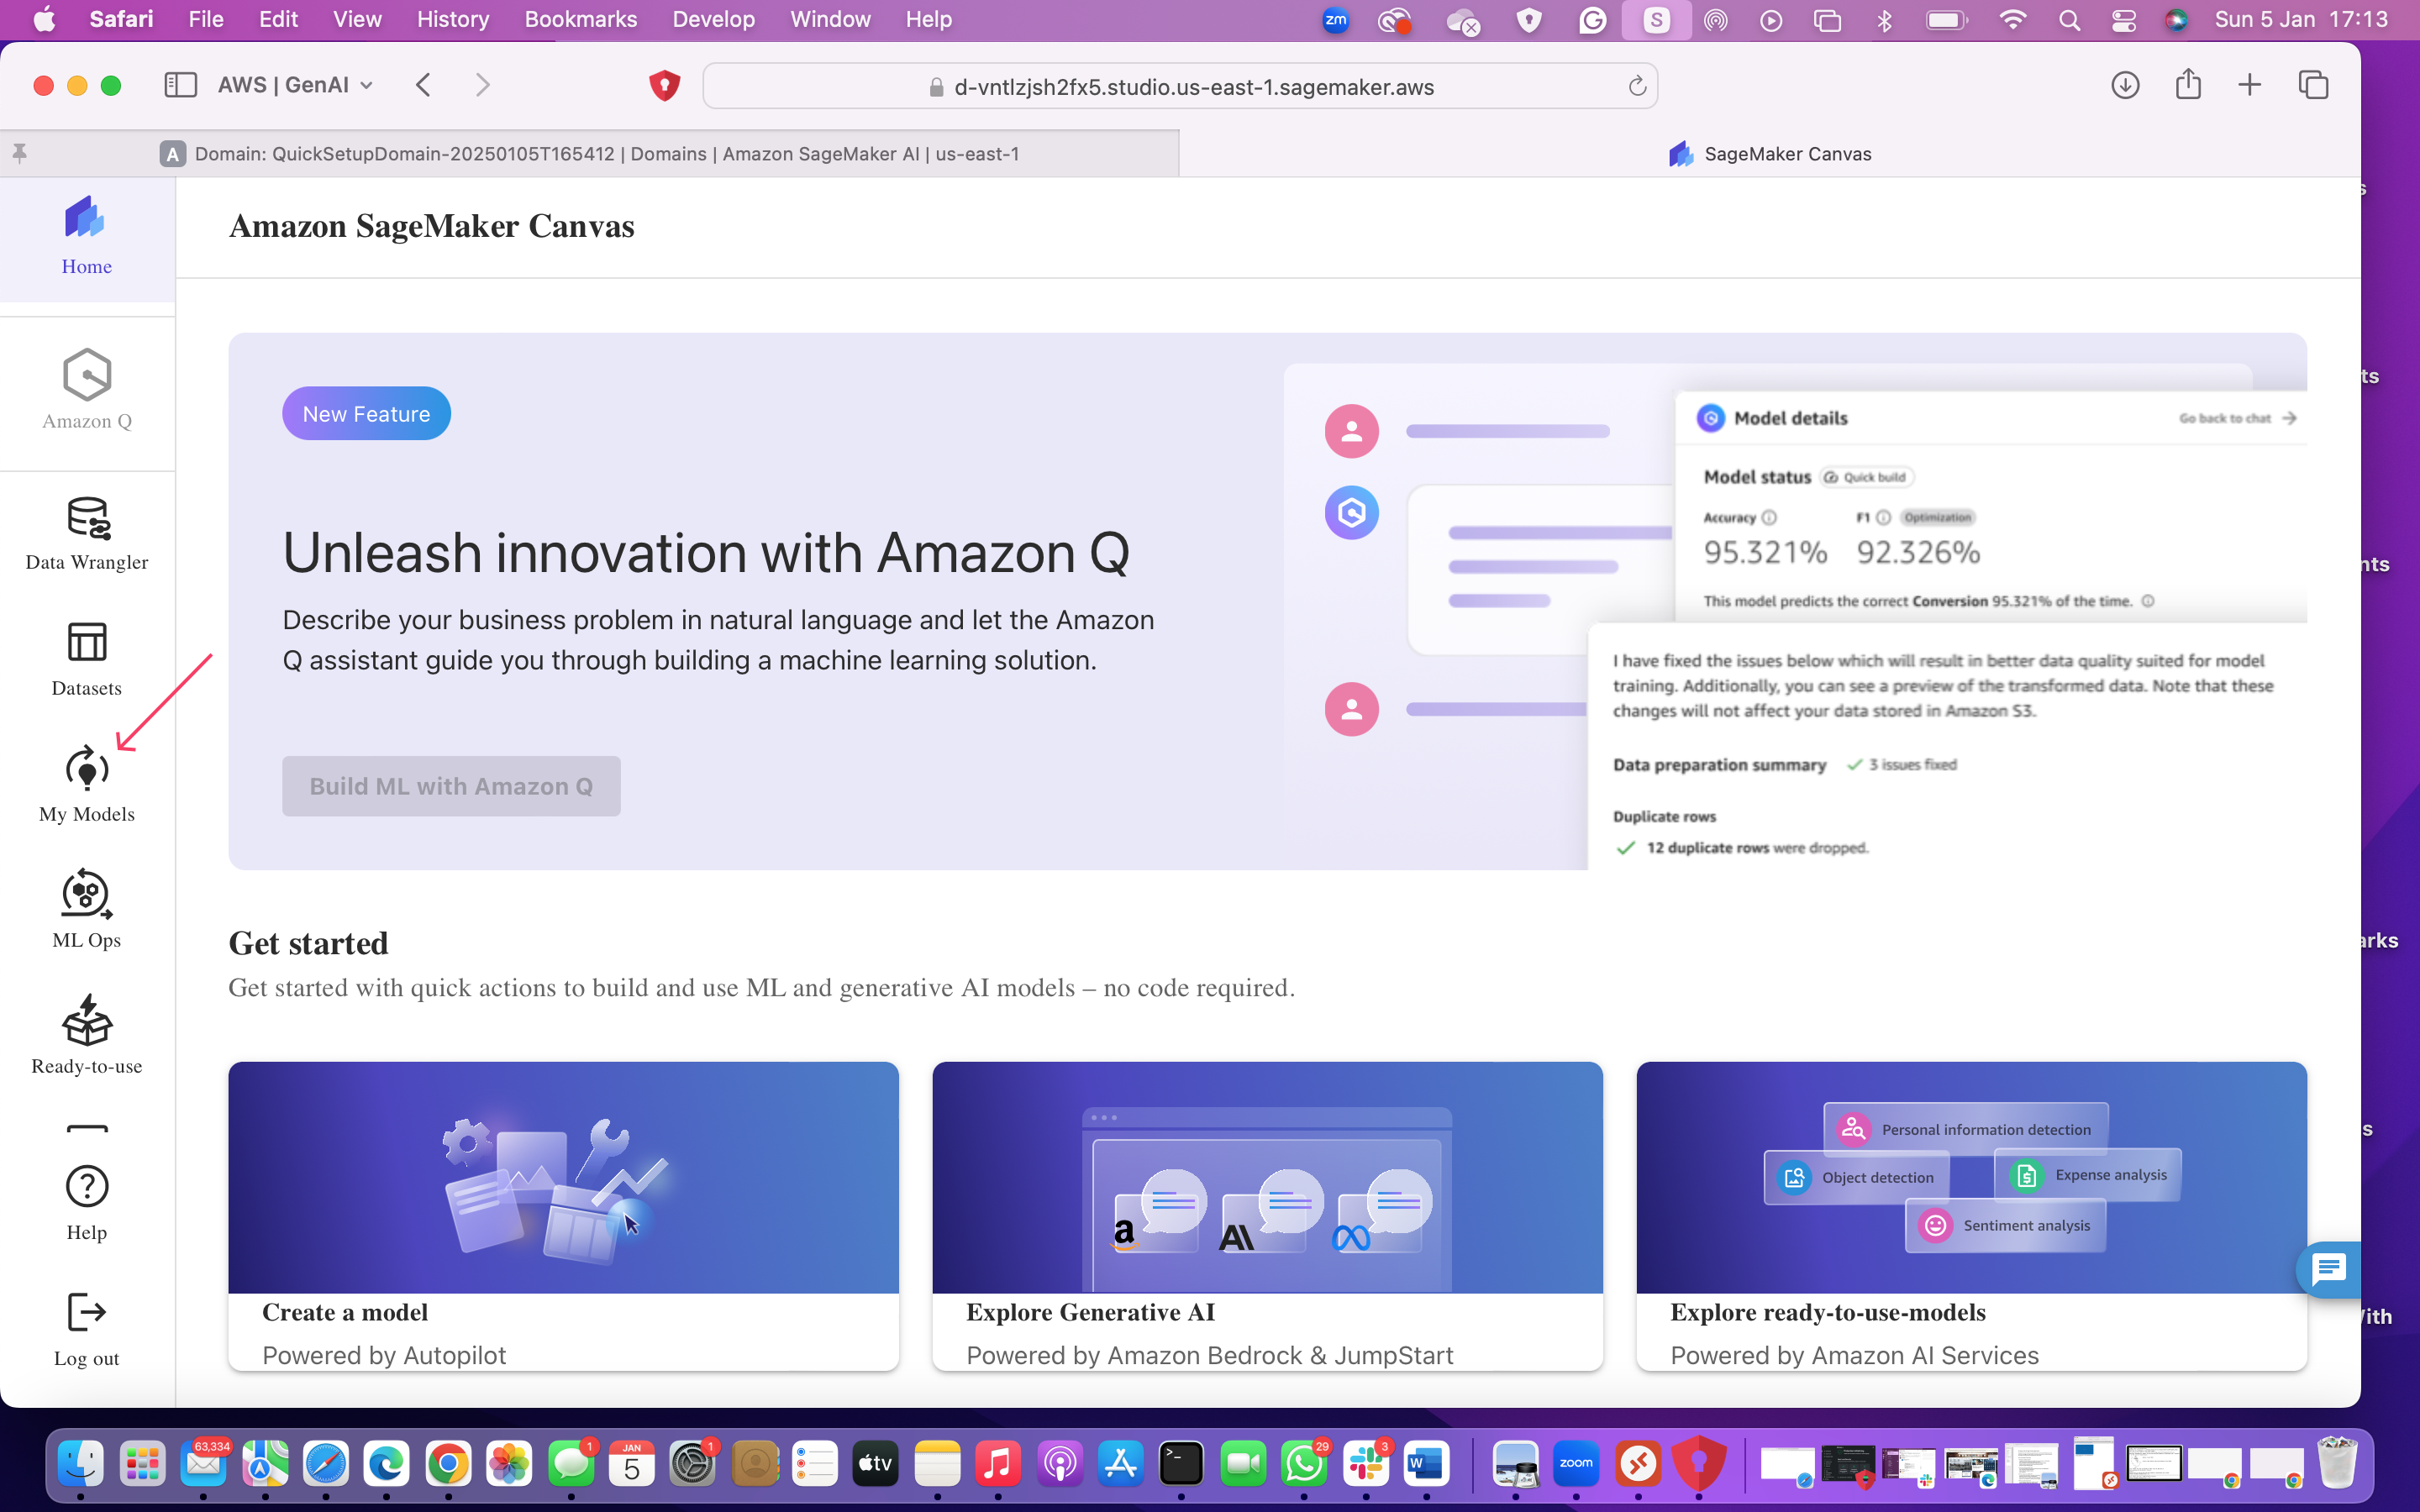 Safari File Edit View History Bookmarks Develop Window Help
zm
S
Sun 5 Jan 17:13
AWS | GenAI
d-vntlzjsh2fx5.studio.us-east-1.sagemaker.aws
A Domain: QuickSetupDomain-20250105T165412 | Domains | Amazon SageMaker AI | us-east-1
SageMaker Canvas
Home
Amazon Q
Data Wrangler
Datasets
My Models
ML Ops
Ready-to-use
Help
Log out
Amazon SageMaker Canvas
New Feature
Unleash innovation with Amazon Q
Describe your business problem in natural language and let the Amazon
Q assistant guide you through building a machine learning solution.
Build ML with Amazon Q
Model details
Go back to chat
Model status Quick build
Accuracy F1 Optimization
95.321% 92.326%
This model predicts the correct Conversion 95.321% of the time.
I have fixed the issues below which will result in better data quality suited for model
training. Additionally, you can see a preview of the transformed data. Note that these
changes will not affect your data stored in Amazon S3.
Data preparation summary 3 issues fixed
Duplicate rows
12 duplicate rows were dropped.
Get started
Get started with quick actions to build and use ML and generative AI models – no code required.
a
Create a model
Powered by Autopilot
Explore Generative AI
Powered by Amazon Bedrock & JumpStart
Personal information detection
Object detection
Expense analysis
Sentiment analysis
Explore ready-to-use-models
Powered by Amazon AI Services
63,334
1
JAN
5
1
tv
29
3
W
zoom